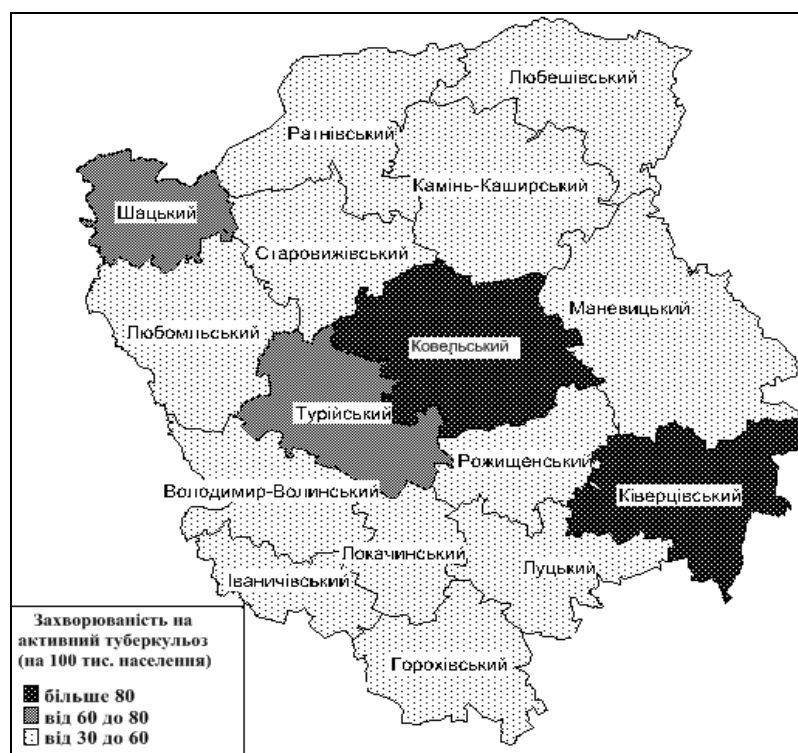 Любешівський
Ратнівський
Камінь-Каширський
Шацький
Старовижівський
Маневицький
Любомльський
Ковельський
Турійський
Рожищенський
Володимир-Волинський
Ківерцівський
Локачинський
Луцький
Іваничівський
Горохівський
Захворюваність на
активний туберкульоз
(на 100 тис. населення)
більше 80
від 60 до 80
від 30 до 60